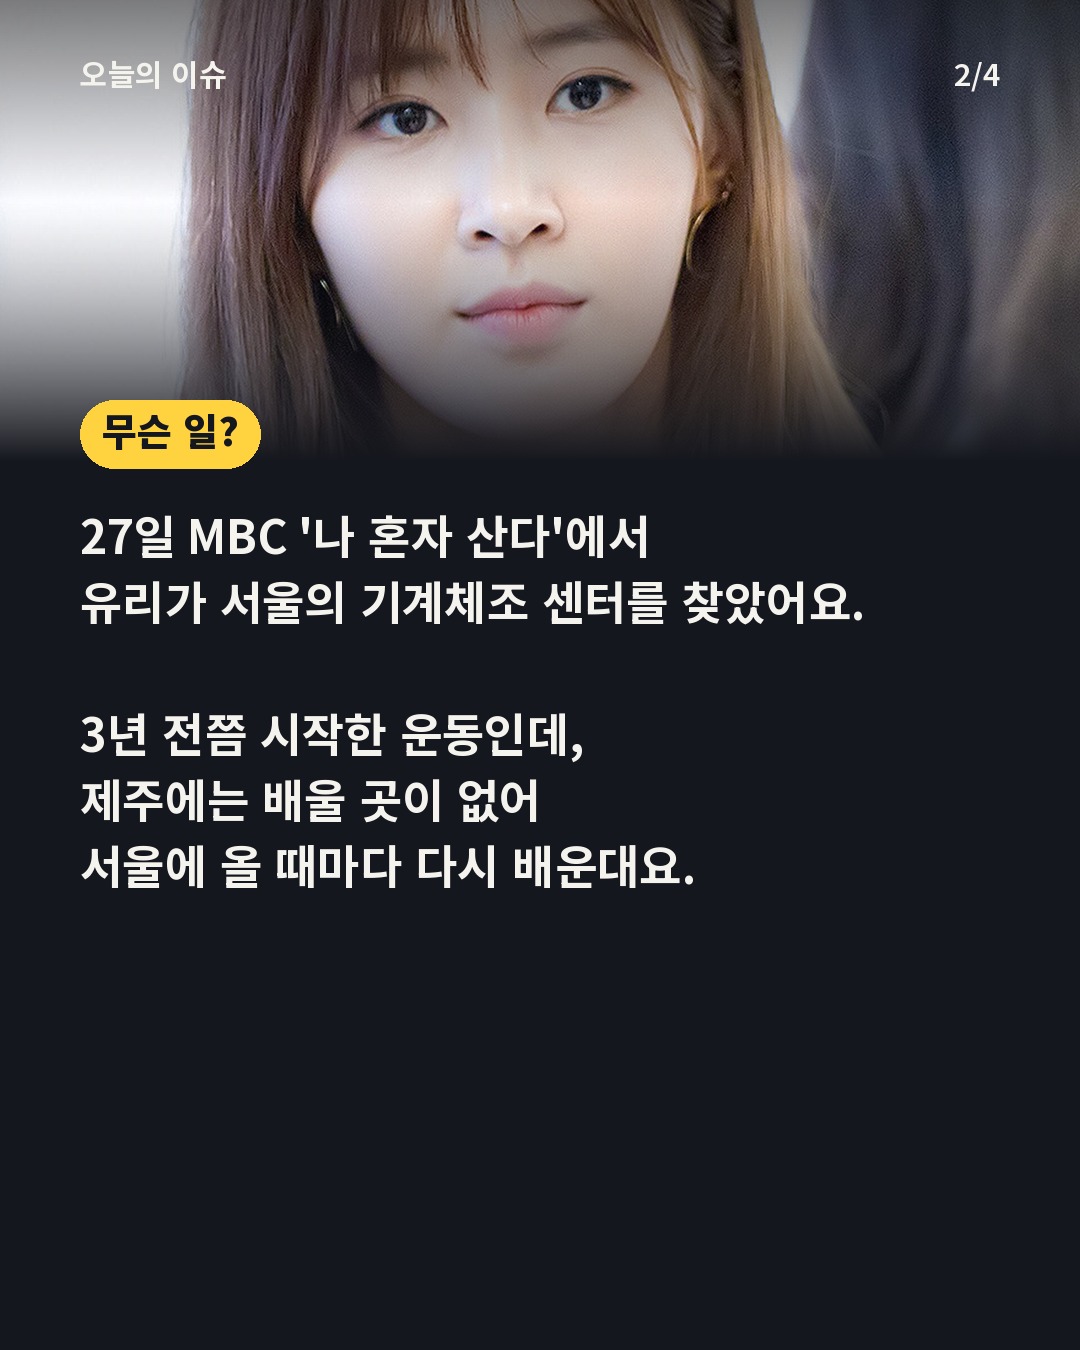 오늘의 이슈
2/4
무슨 일?
27일 MBC '나 혼자 산다'에서
유리가 서울의 기계체조 센터를 찾았어요.
3년 전쯤 시작한 운동인데,
제주에는 배울 곳이 없어
서울에 올 때마다 다시 배운대요.